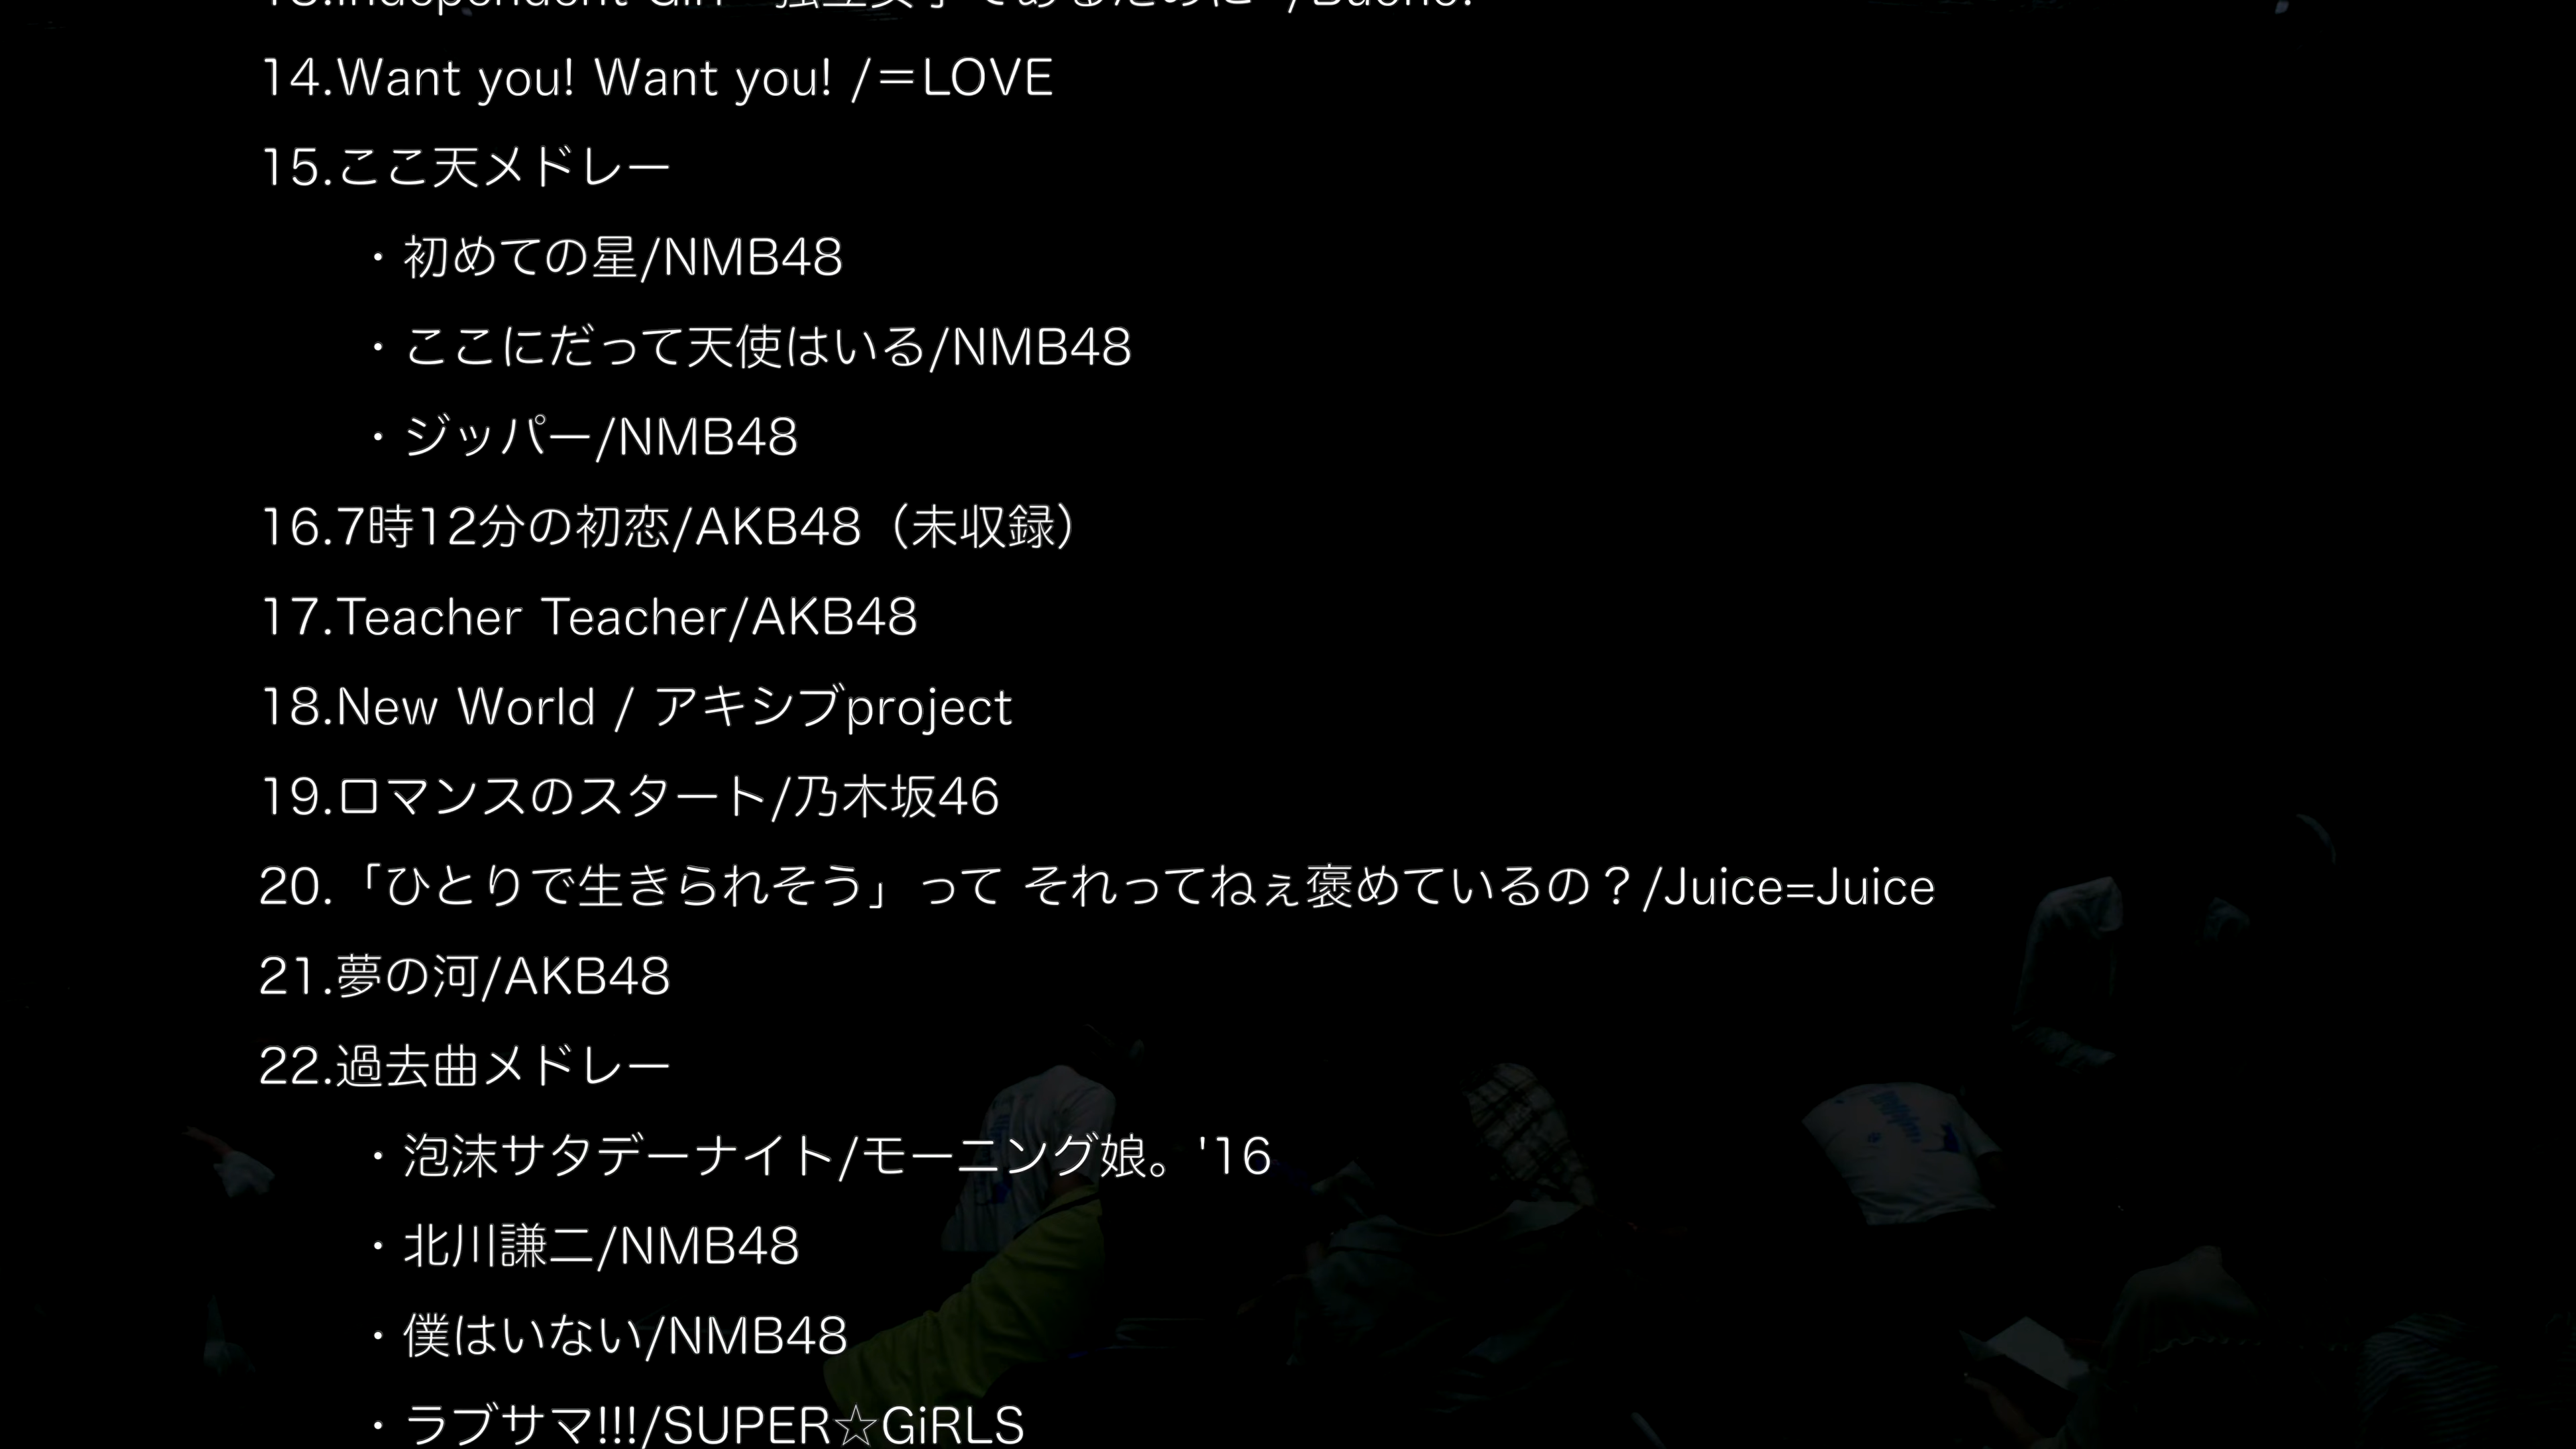 14.Want you! Want you! /＝LOVE
15.ここ天メドレー
・初めての星/NMB48
・ここにだって天使はいる/NMB48
・ジッパー/NMB48
16.7時12分の初恋/AKB48（未収録）
17.Teacher Teacher/AKB48
18.New World / アキシブproject
19.ロマンスのスタート/乃木坂46
20.「ひとりで生きられそう」って それってねぇ褒めているの？/Juice=Juice
21.夢の河/AKB48
22.過去曲メドレー
・泡沫サタデーナイト/モーニング娘。'16
・北川謙二/NMB48
・僕はいない/NMB48
・ラブサマ!!!/SUPER☆GiRLS